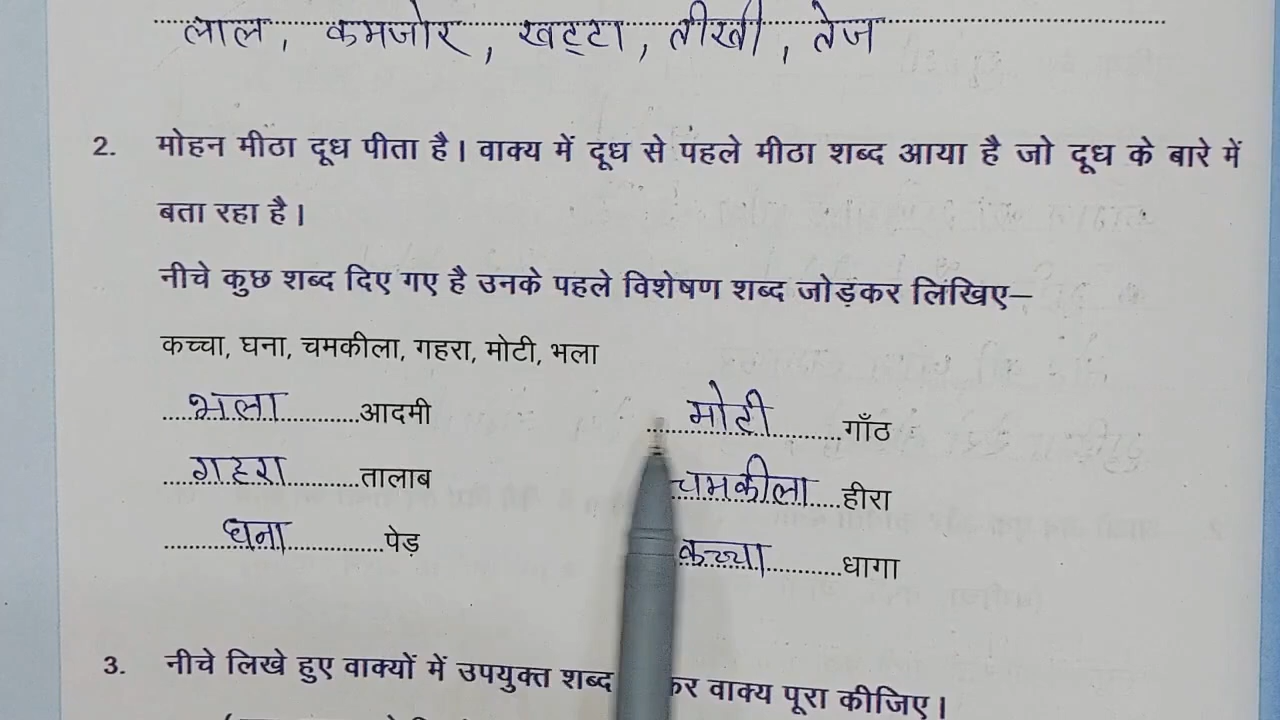 लाल, कमजोर, खट्टा, तीखी, तेज
2. मोहन मीठा दूध पीता है। वाक्य में दूध से पहले मीठा शब्द आया है जो दूध के बारे में
बता रहा है।
नीचे कुछ शब्द दिए गए है उनके पहले विशेषण शब्द जोड़कर लिखिए–
कच्चा, घना, चमकीला, गहरा, मोटी, भला
भला आदमी मोटी गाँठ
गहरा तालाब चमकीला हीरा
घना पेड़ कच्चा धागा
3. नीचे लिखे हुए वाक्यों में उपयुक्त शब्द कर वाक्य पूरा कीजिए।